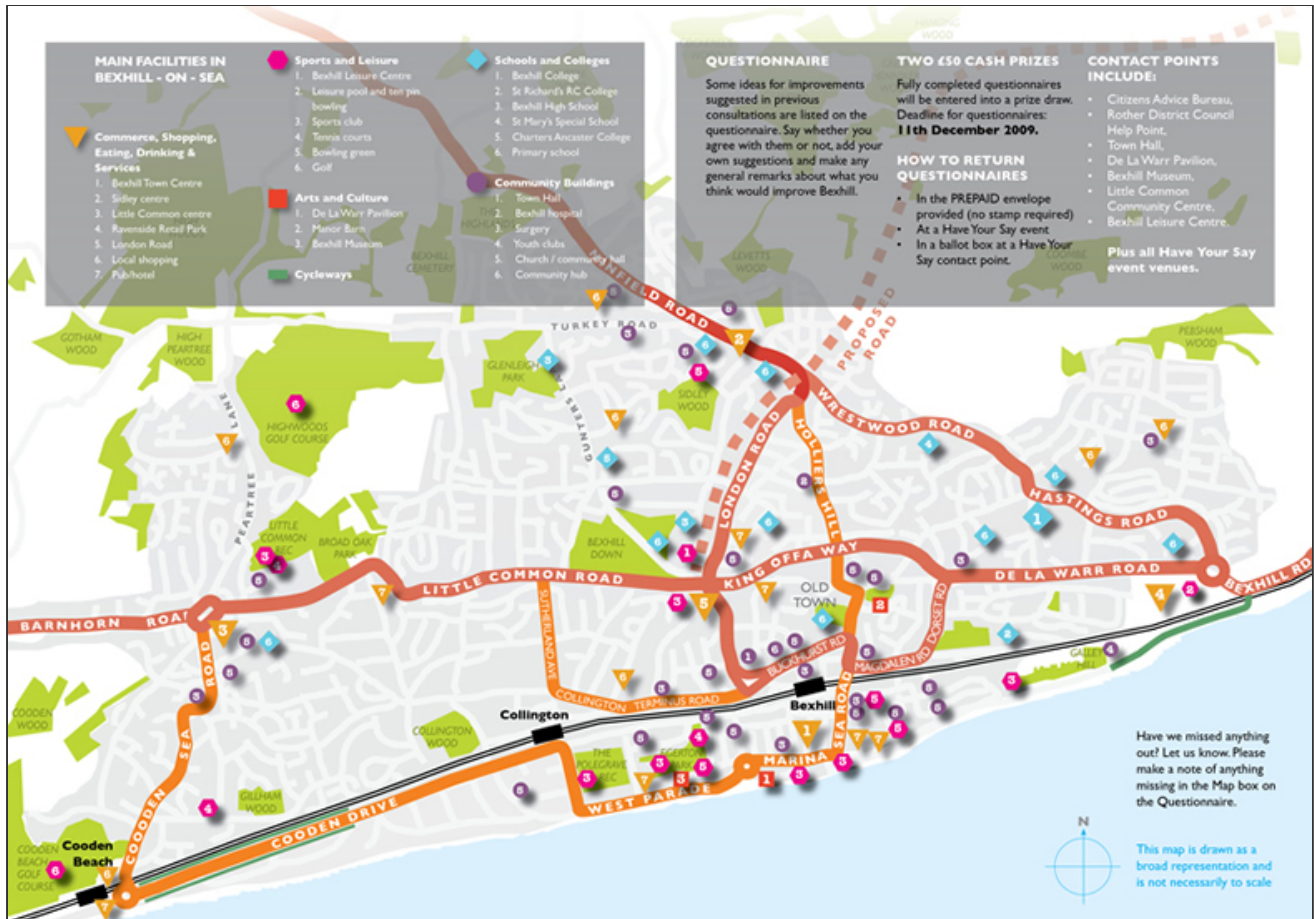 MAIN FACILITIES IN
BEXHILL - ON - SEA
Commerce, Shopping,
Eating, Drinking &
Services
1. Bexhill Town Centre
2. Sidley centre
3. Little Common centre
4. Ravenside Retail Park
5. London Road
6. Local shopping
7. Pub/hotel
Sports and Leisure
1. Bexhill Leisure Centre
2. Leisure pool and ten pin
bowling
3. Sports club
4. Tennis courts
5. Bowling green
6. Golf
Arts and Culture
1. De La Warr Pavillion
2. Manor Barn
3. Bexhill Museum
Cycleways
Schools and Colleges
1. Bexhill College
2. St Richard's RC College
3. Bexhill High School
4. St Mary's Special School
5. Charters Ancaster College
6. Primary school
Community Buildings
1. Town Hall
2. Bexhill hospital
3. Surgery
4. Youth clubs
5. Church / community hall
6. Community hub
QUESTIONNAIRE
Some ideas for improvements
suggested in previous
consultations are listed on the
questionnaire. Say whether you
agree with them or not, add your
own suggestions and make any
general remarks about what you
think would improve Bexhill.
TWO £50 CASH PRIZES
Fully completed questionnaires
will be entered into a prize draw.
Deadline for questionnaires:
11th December 2009.
HOW TO RETURN
QUESTIONNAIRES
• In the PREPAID envelope
provided (no stamp required)
• At a Have Your Say event
• In a ballot box at a Have Your
Say contact point.
CONTACT POINTS
INCLUDE:
• Citizens Advice Bureau,
• Rother District Council
Help Point,
• Town Hall,
• De La Warr Pavilion,
• Bexhill Museum,
• Little Common
Community Centre,
• Bexhill Leisure Centre.
Plus all Have Your Say
event venues.
WOOD
BEXHILL
CEMETERY
LEVETTS
WOOD
COOMBE
WOOD
NINFIELD ROAD
TURKEY ROAD
PROPOSED
ROAD
GOTHAM
WOOD
HIGH
PEARTREE
WOOD
GLENLEIGH
PARK
PEBSHAM
WOOD
SIDLEY
WOOD
HIGHWOODS
GOLF COURSE
PEARTREE LANE
GUNTERS LA
LONDON ROAD
HOLLIERS HILL
WRESTWOOD ROAD
HASTINGS ROAD
LITTLE
COMMON
REC
BROAD OAK
PARK
BEXHILL
DOWN
BARNHORN ROAD
LITTLE COMMON ROAD
KING OFFA WAY
DE LA WARR ROAD
BEXHILL RD
OLD
TOWN
SUTHERLAND AVE
BUCKHURST RD
MAGDALEN RD
DORSET RD
GALLEY
HILL
COLLINGTON
TERMINUS ROAD
Bexhill
Collington
COODEN
WOOD
COLLINGTON
WOOD
COOODEN SEA ROAD
THE
POLEGRAVE
REC
EGERTON
PARK
SEA ROAD
MARINA
WEST PARADE
GILLHAM
WOOD
COODEN DRIVE
Cooden
Beach
COODEN
BEACH
GOLF
COURSE
Have we missed anything
out? Let us know. Please
make a note of anything
missing in the Map box on
the Questionnaire.
N
This map is drawn as a
broad representation and
is not necessarily to scale